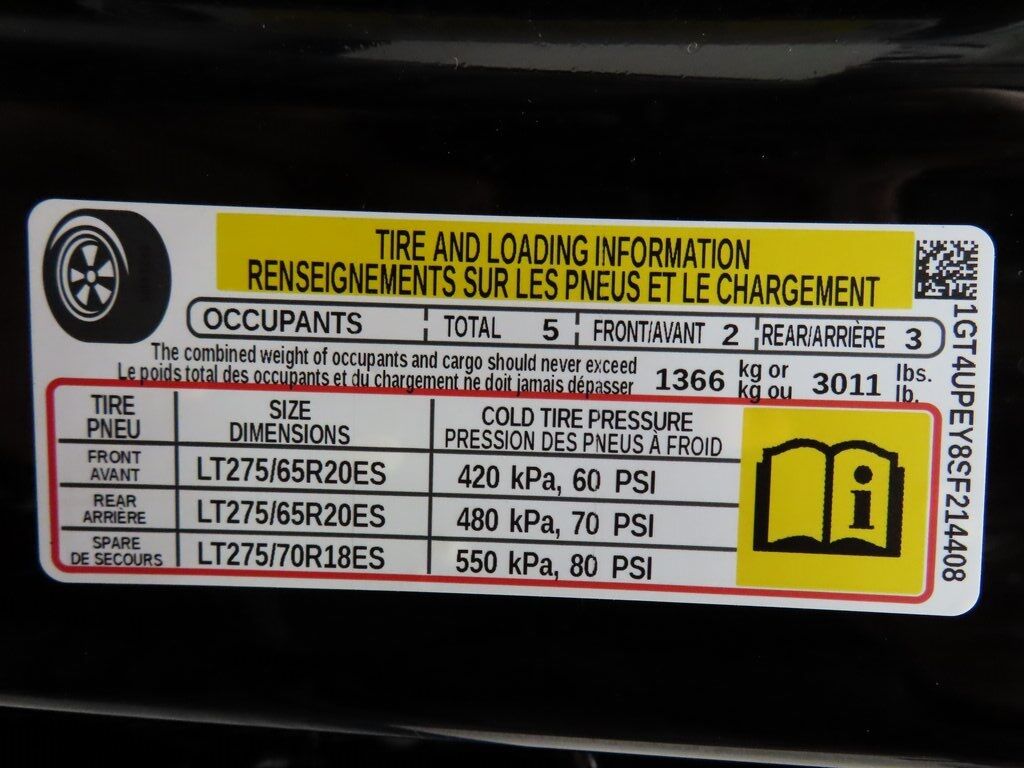 TIRE AND LOADING INFORMATION
RENSEIGNEMENTS SUR LES PNEUS ET LE CHARGEMENT
OCCUPANTS TOTAL 5 FRONT/AVANT 2 REAR/ARRIÈRE 3
The combined weight of occupants and cargo should never exceed 1366 kg or 3011 lbs.
Le poids total des occupants et du chargement ne doit jamais dépasser kg ou lb.
TIRE SIZE COLD TIRE PRESSURE
PNEU DIMENSIONS PRESSION DES PNEUS À FROID
FRONT
AVANT LT275/65R20ES 420 kPa, 60 PSI
REAR
ARRIÈRE LT275/65R20ES 480 kPa, 70 PSI
SPARE
DE SECOURS LT275/70R18ES 550 kPa, 80 PSI
i
1GT4UPEY8SF214408